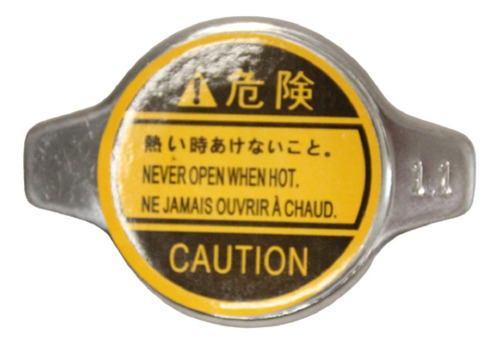 危険
熱い時あけないこと。
NEVER OPEN WHEN HOT.
NE JAMAIS OUVRIR À CHAUD.
CAUTION
1.1